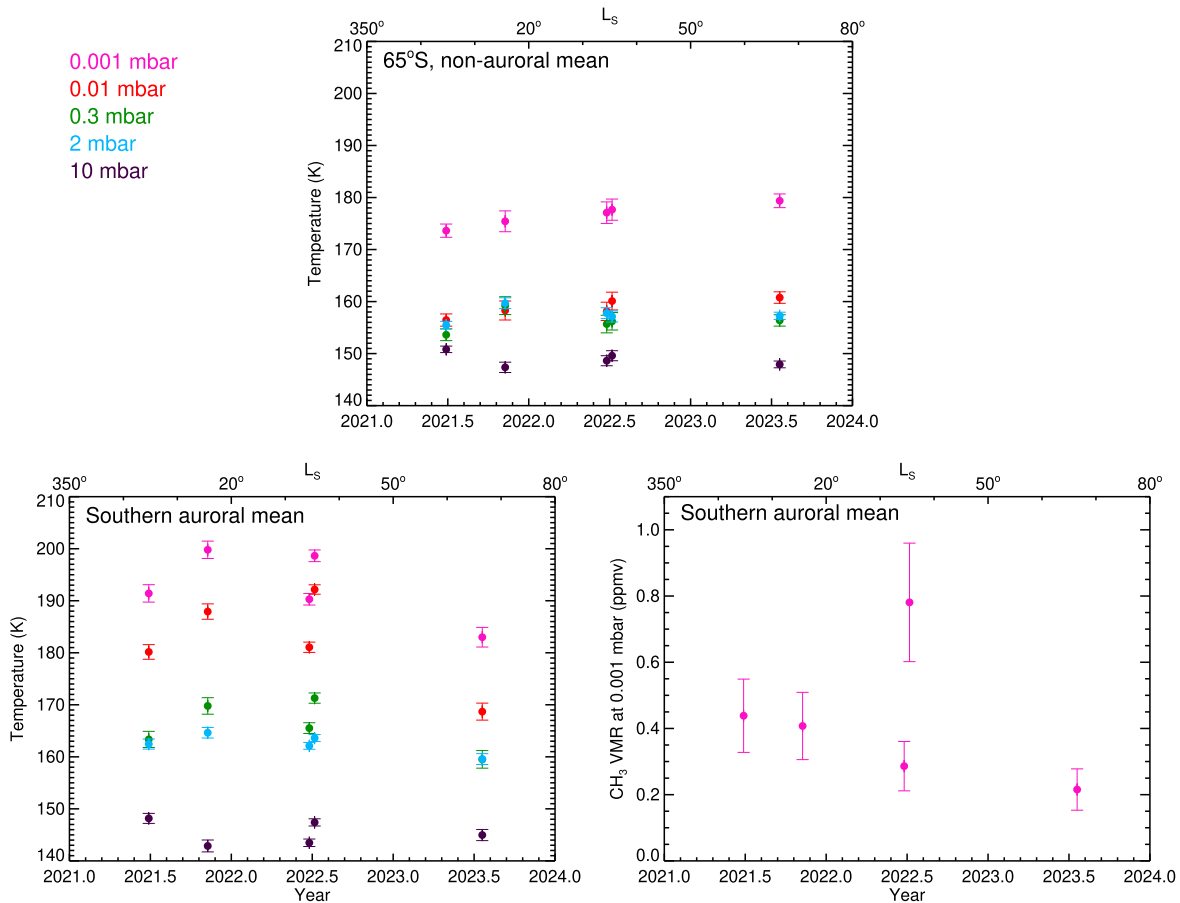 0.001 mbar
0.01 mbar
0.3 mbar
2 mbar
10 mbar
L_S
350° 20° 50° 80°
65°S, non-auroral mean
Temperature (K)
210
200
190
180
170
160
150
140
2021.0 2021.5 2022.0 2022.5 2023.0 2023.5 2024.0
L_S
350° 20° 50° 80°
Southern auroral mean
Temperature (K)
210
200
190
180
170
160
150
140
2021.0 2021.5 2022.0 2022.5 2023.0 2023.5 2024.0
Year
L_S
350° 20° 50° 80°
Southern auroral mean
CH₃ VMR at 0.001 mbar (ppmv)
1.0
0.8
0.6
0.4
0.2
0.0
2021.0 2021.5 2022.0 2022.5 2023.0 2023.5 2024.0
Year